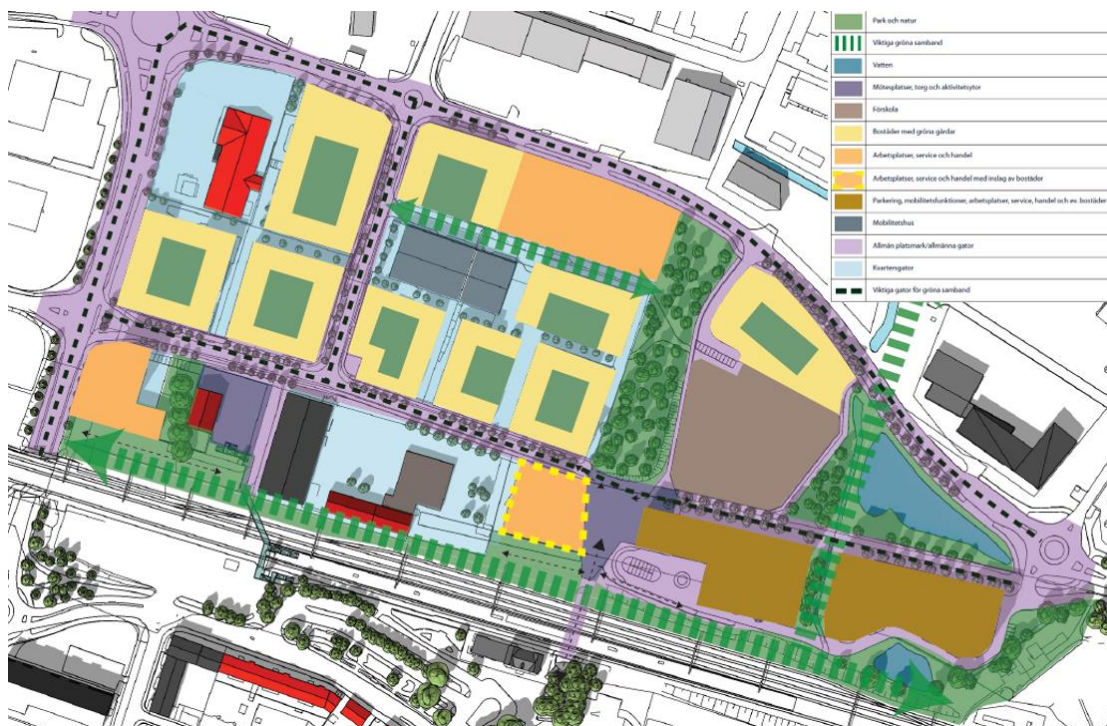 Park och natur
Viktiga gröna samband
Vatten
Mötesplatser, torg och aktivitetsytor
Förskola
Bostäder med gröna gårdar
Arbetsplatser, service och handel
Arbetsplatser, service och handel med inslag av bostäder
Parkering, mobilitetsfunktioner, arbetsplatser, service, handel och ev. bostäder
Mobilitetshus
Allmän platsmark/allmänna gator
Kvartersgator
Viktiga gator för gröna samband